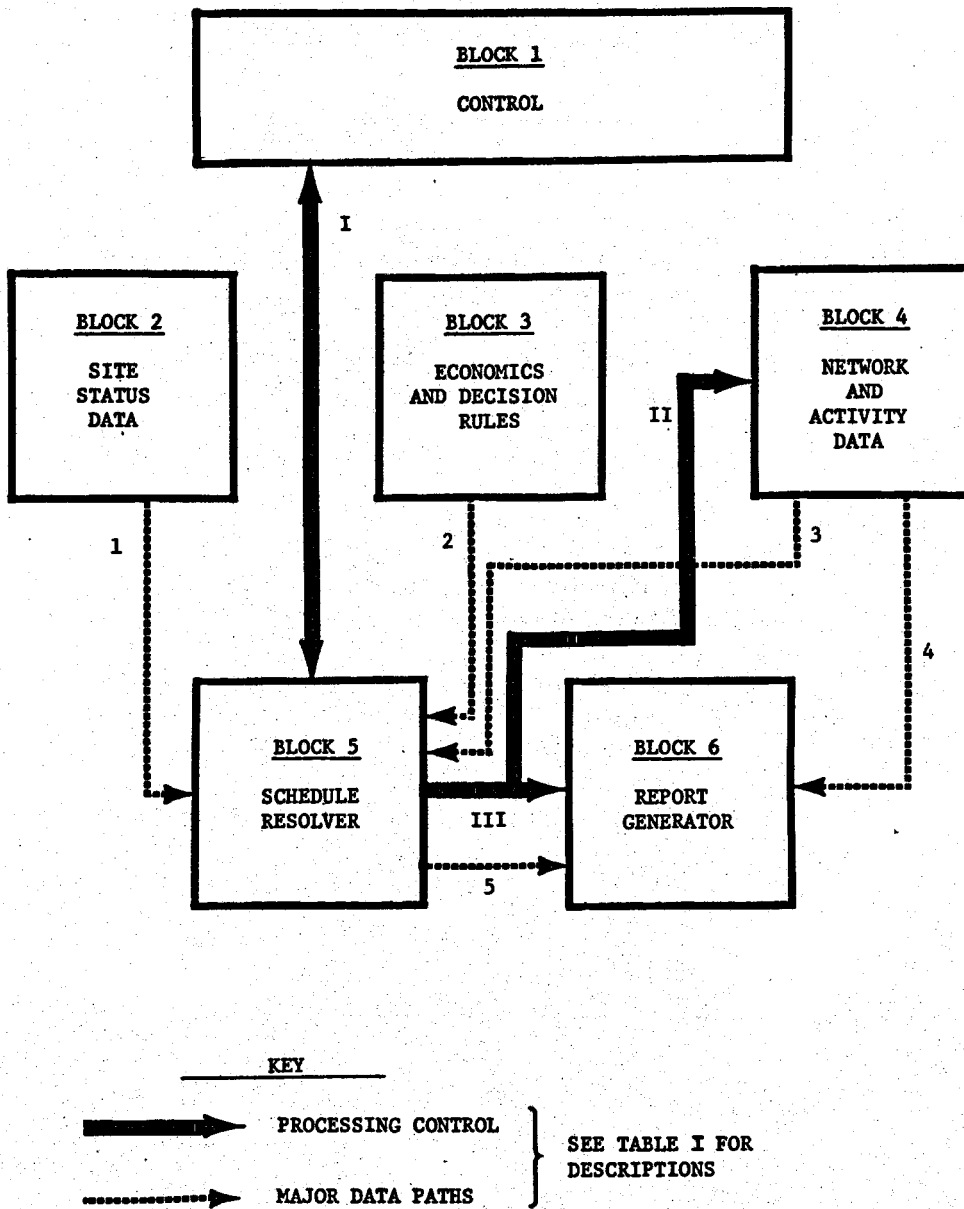 BLOCK 1
CONTROL
I
BLOCK 2
SITE
STATUS
DATA
BLOCK 3
ECONOMICS
AND DECISION
RULES
BLOCK 4
NETWORK
AND
ACTIVITY
DATA
II
1
2
3
4
BLOCK 5
SCHEDULE
RESOLVER
BLOCK 6
REPORT
GENERATOR
III
5
KEY
PROCESSING CONTROL
MAJOR DATA PATHS
SEE TABLE I FOR
DESCRIPTIONS